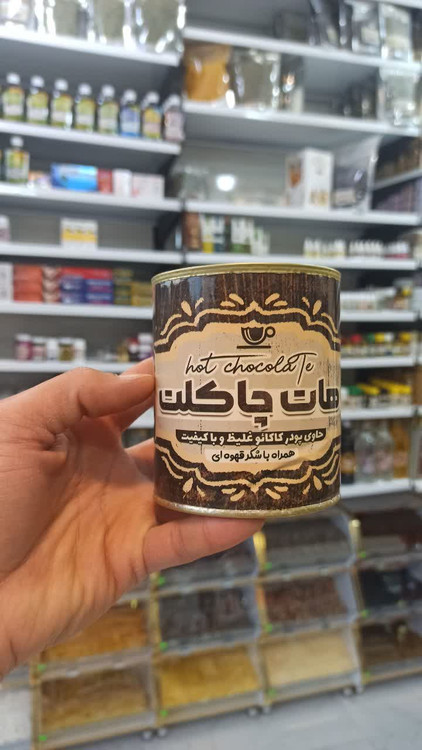 hot chocolaTe
هات چاکلت
حاوی پودر کاکائو غلیظ و با کیفیت
همراه با شکر قهوه ای